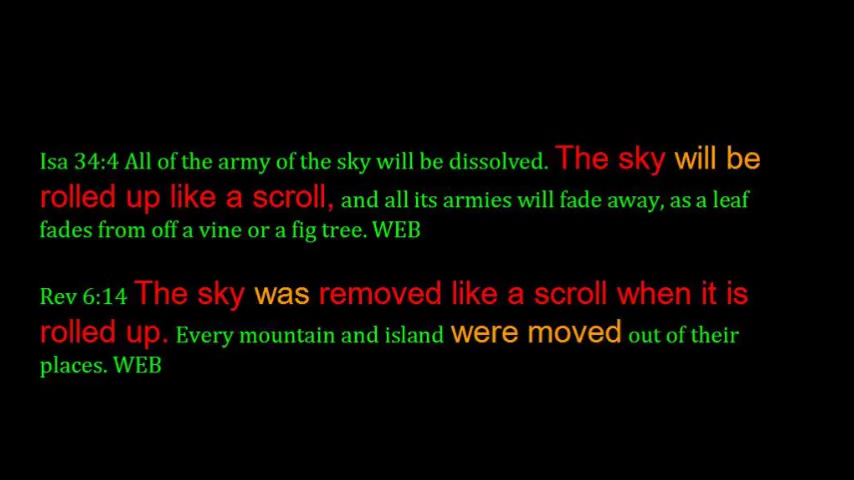 Isa 34:4 All of the army of the sky will be dissolved. The sky will be
rolled up like a scroll, and all its armies will fade away, as a leaf
fades from off a vine or a fig tree. WEB
Rev 6:14 The sky was removed like a scroll when it is
rolled up. Every mountain and island were moved out of their
places. WEB